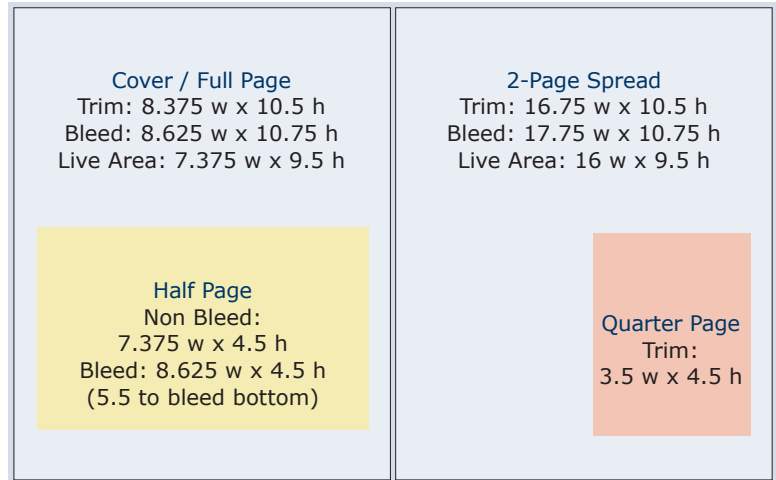 Cover / Full Page
Trim: 8.375 w x 10.5 h
Bleed: 8.625 w x 10.75 h
Live Area: 7.375 w x 9.5 h
Half Page
Non Bleed:
7.375 w x 4.5 h
Bleed: 8.625 w x 4.5 h
(5.5 to bleed bottom)
2-Page Spread
Trim: 16.75 w x 10.5 h
Bleed: 17.75 w x 10.75 h
Live Area: 16 w x 9.5 h
Quarter Page
Trim:
3.5 w x 4.5 h